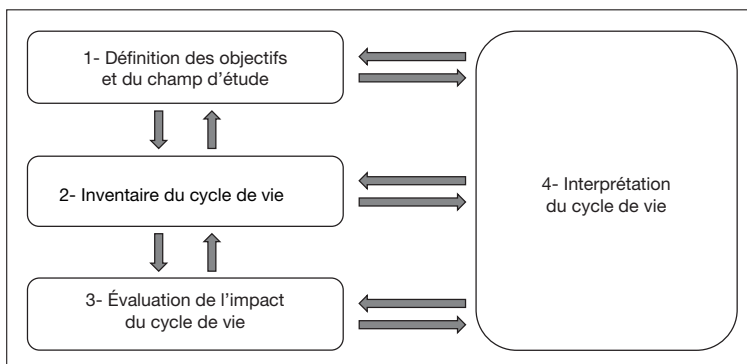 1- Définition des objectifs
et du champ d’étude
2- Inventaire du cycle de vie
3- Évaluation de l’impact
du cycle de vie
4- Interprétation
du cycle de vie